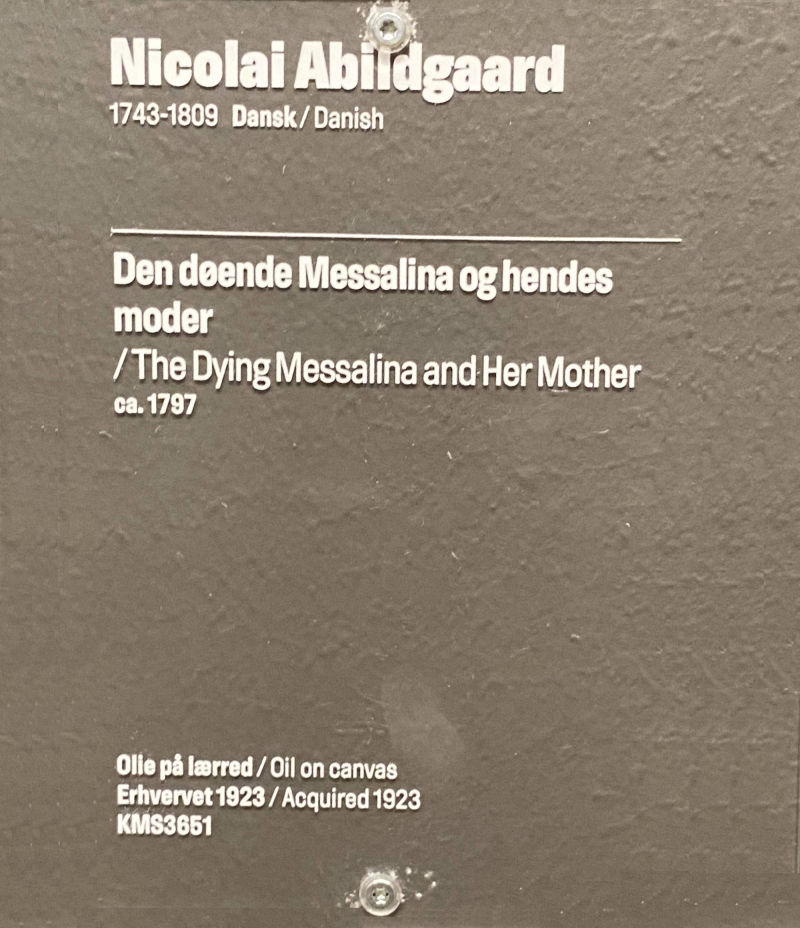 Nicolai Abildgaard
1743-1809 Dansk / Danish
Den døende Messalina og hendes
moder
/ The Dying Messalina and Her Mother
ca. 1797
Olie på lærred / Oil on canvas
Erhvervet 1923 / Acquired 1923
KMS3651